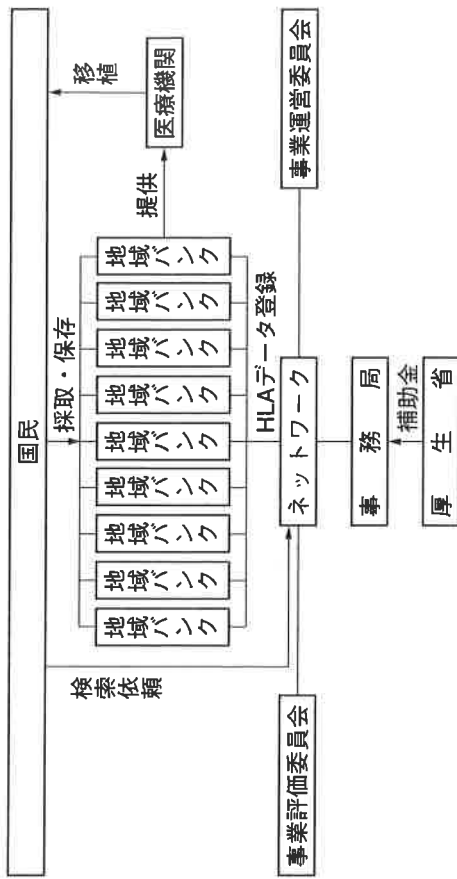 国民
検索依頼
採取・保存
移植
地域バンク
地域バンク
地域バンク
地域バンク
地域バンク
地域バンク
地域バンク
地域バンク
地域バンク
提供
医療機関
HLAデータ登録
事業評価委員会
ネットワーク
事業運営委員会
事務局
補助金
厚生省